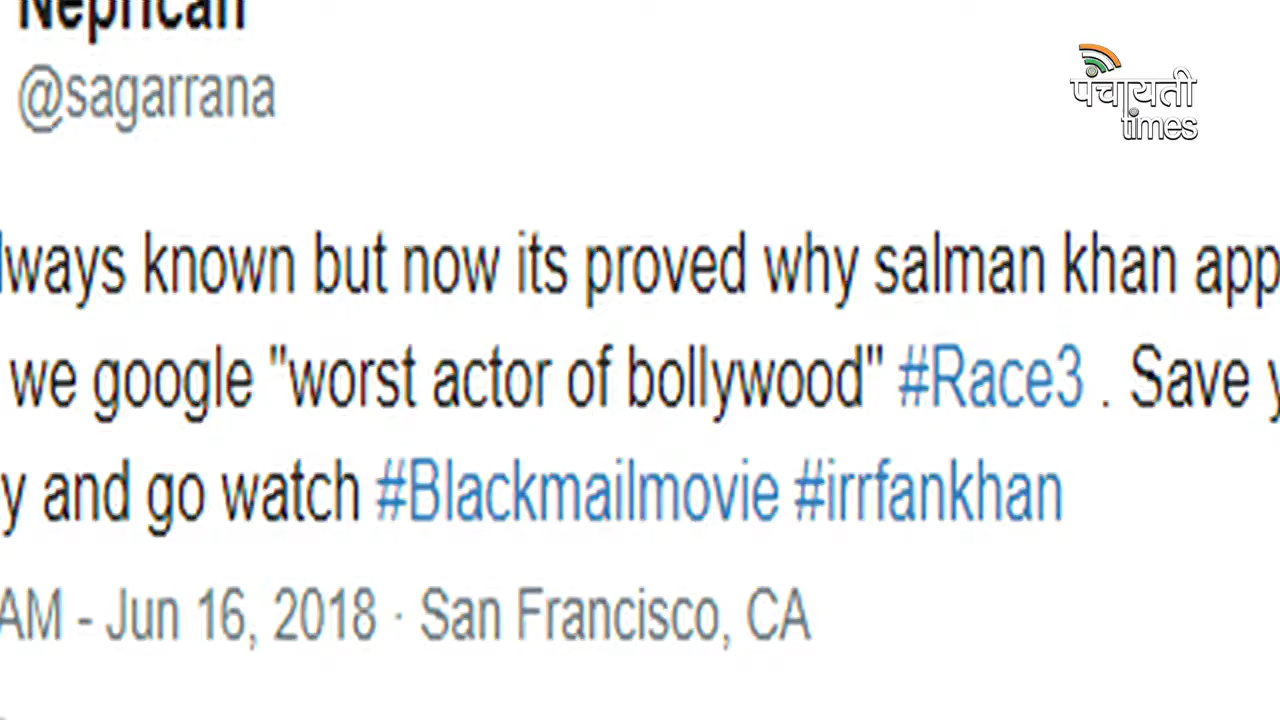 Nephcan
@sagarrana
पंचायती
times
lways known but now its proved why salman khan app
we google "worst actor of bollywood" #Race3 . Save y
y and go watch #Blackmailmovie #irrfankhan
AM - Jun 16, 2018 · San Francisco, CA